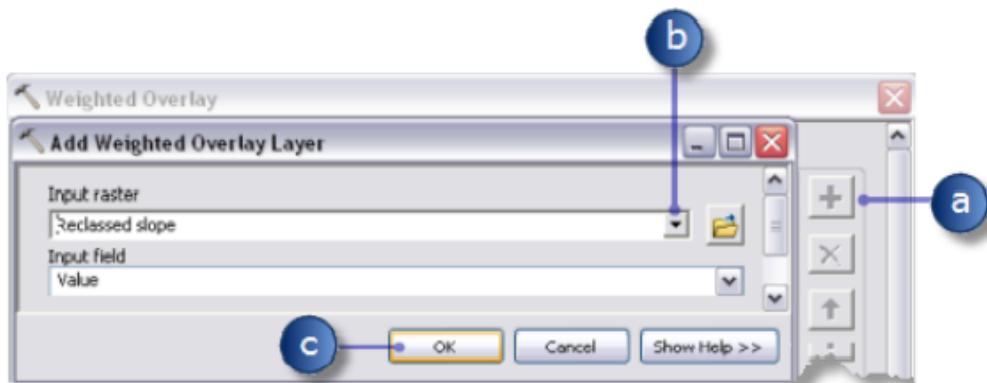 b
Weighted Overlay
Add Weighted Overlay Layer
Input raster
Reclassed slope
a
Input field
Value
c
OK Cancel Show Help >>